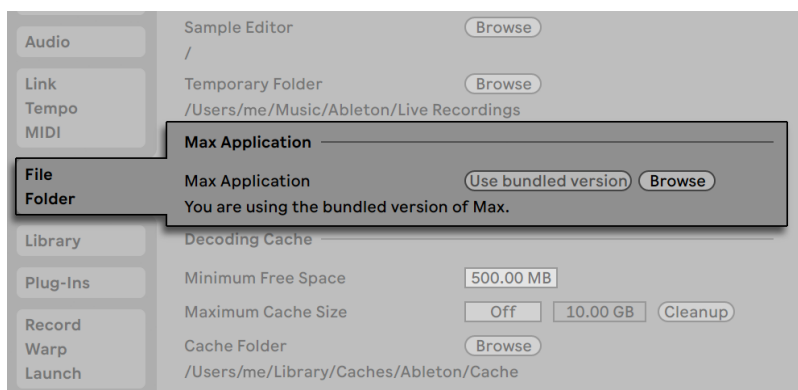 Audio
Link
Tempo
MIDI
File
Folder
Library
Plug-Ins
Record
Warp
Launch
Sample Editor Browse
/
Temporary Folder Browse
/Users/me/Music/Ableton/Live Recordings
Max Application
Max Application Use bundled version Browse
You are using the bundled version of Max.
Decoding Cache
Minimum Free Space 500.00 MB
Maximum Cache Size Off 10.00 GB Cleanup
Cache Folder Browse
/Users/me/Library/Caches/Ableton/Cache